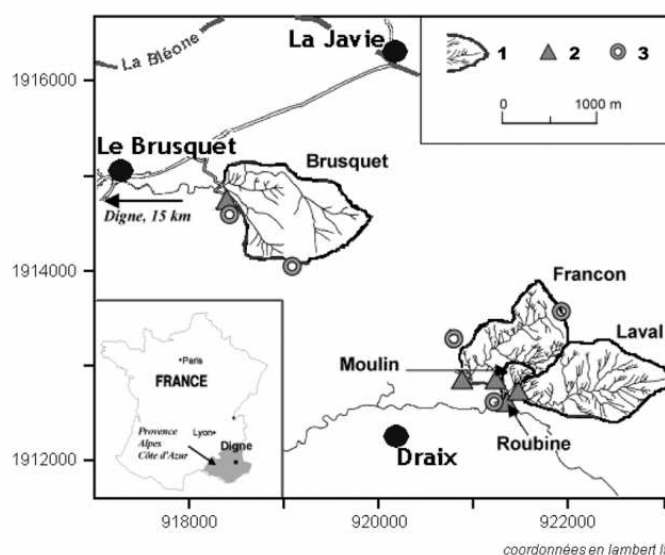 La Javie
La Bléone
1916000
1 2 3
0 1000 m
Le Brusquet
Brusquet
Digne, 15 km
1914000
Francon
Laval
Moulin
Paris
FRANCE
Lyon
Digne
Provence
Alpes
Côte d'Azur
Roubine
Draix
1912000
918000 920000 922000
coordonnées en lambert